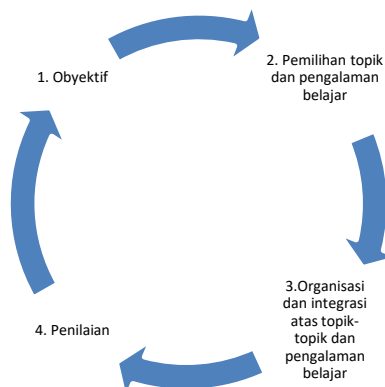 1. Obyektif
2. Pemilihan topik
dan pengalaman
belajar
3.Organisasi
dan integrasi
atas topik-
topik dan
pengalaman
belajar
4. Penilaian